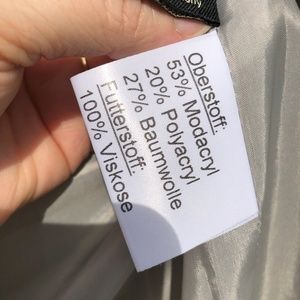 Oberstoff:
53% Modacryl
20% Polyacryl
27% Baumwolle
Futterstoff:
100% Viskose